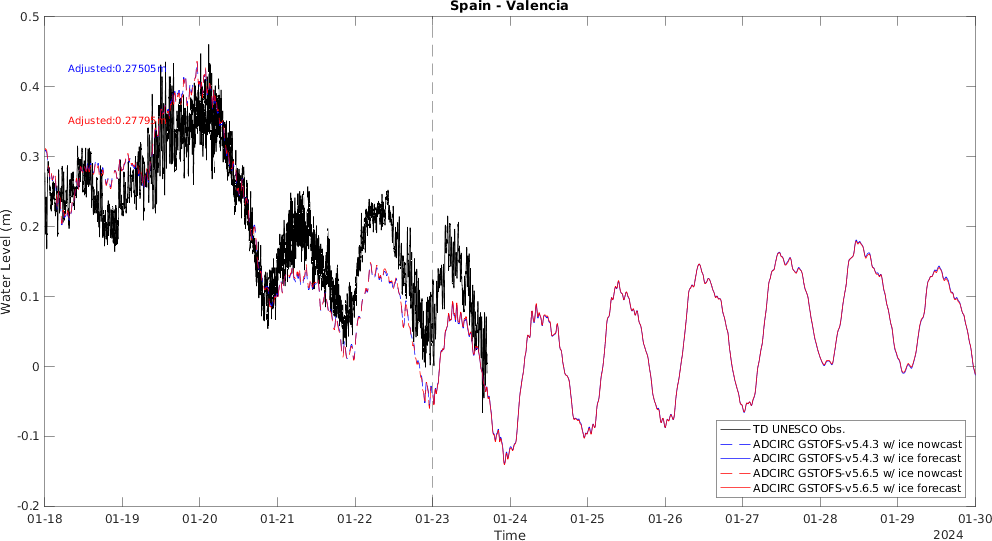 Spain - Valencia
0.5
Adjusted:0.27505m
0.4
Adjusted:0.27795
0.3
0.2
Water Level (m)
0.1
0
-0.1
-0.2
TD UNESCO Obs.
ADCIRC GSTOFS-v5.4.3 w/ ice nowcast
ADCIRC GSTOFS-v5.4.3 w/ ice forecast
ADCIRC GSTOFS-v5.6.5 w/ ice nowcast
ADCIRC GSTOFS-v5.6.5 w/ ice forecast
01-18 01-19 01-20 01-21 01-22 01-23 01-24 01-25 01-26 01-27 01-28 01-29 01-30
Time
2024